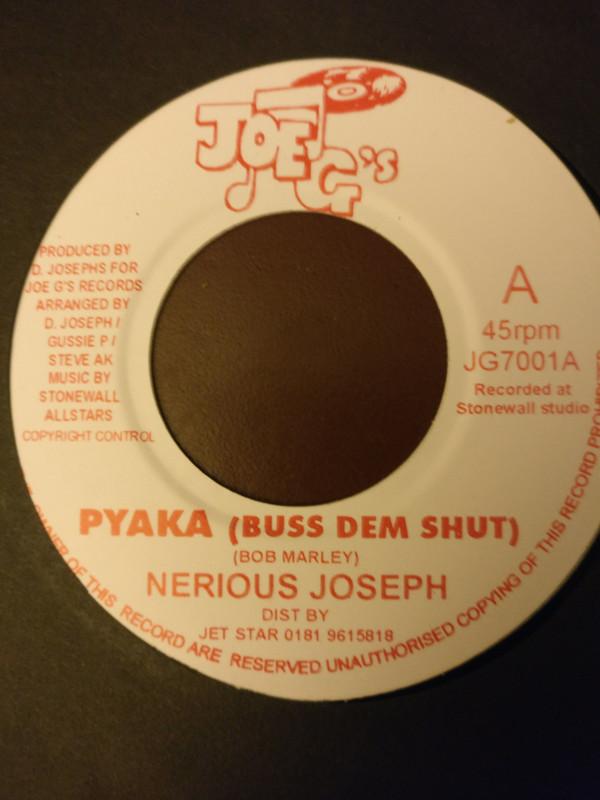 JOE G's
PRODUCED BY
D. JOSEPHS FOR
JOE G'S RECORDS
ARRANGED BY
D. JOSEPH /
GUSSIE P /
STEVE AK
MUSIC BY
STONEWALL
ALLSTARS
COPYRIGHT CONTROL
A
45rpm
JG7001A
Recorded at
Stonewall studio
PYAKA (BUSS DEM SHUT)
(BOB MARLEY)
NERIOUS JOSEPH
DIST BY
JET STAR 0181 9615818
OWNER OF THIS RECORD ARE RESERVED UNAUTHORISED COPYING OF THIS RECORD PROHIBITED